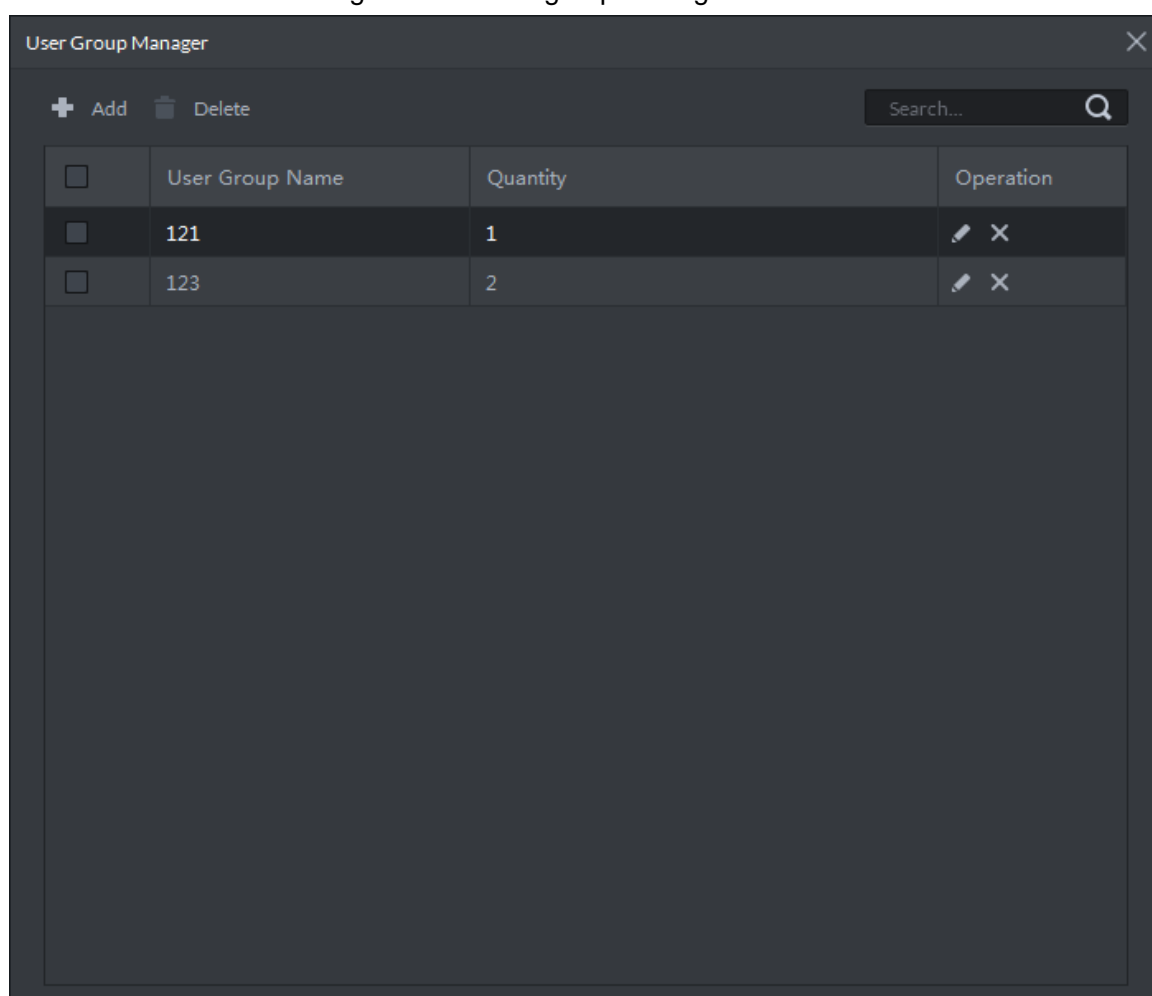 User Group Manager
Add Delete Search...
User Group Name Quantity Operation
121 1
123 2